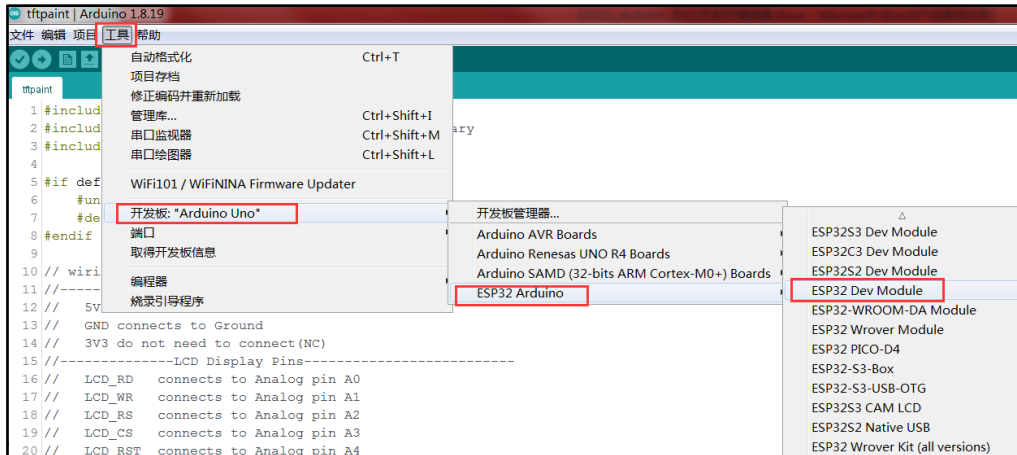 tftpaint | Arduino 1.8.19
文件 编辑 项目 工具 帮助
tftpaint
自动格式化 Ctrl+T
项目存档
修正编码并重新加载
管理库... Ctrl+Shift+I
串口监视器 Ctrl+Shift+M
串口绘图器 Ctrl+Shift+L
WiFi101 / WiFiNINA Firmware Updater
开发板: "Arduino Uno"
端口
取得开发板信息
编程器
烧录引导程序
开发板管理器...
Arduino AVR Boards
Arduino Renesas UNO R4 Boards
Arduino SAMD (32-bits ARM Cortex-M0+) Boards
ESP32 Arduino
ESP32S3 Dev Module
ESP32C3 Dev Module
ESP32S2 Dev Module
ESP32 Dev Module
ESP32-WROOM-DA Module
ESP32 Wrover Module
ESP32 PICO-D4
ESP32-S3-Box
ESP32-S3-USB-OTG
ESP32S3 CAM LCD
ESP32S2 Native USB
ESP32 Wrover Kit (all versions)
1 #includ
2 #includ ary
3 #includ
4
5 #if def
6 #un
7 #de
8 #endif
9
10 // wiri
11 //-----
12 // 5V
13 // GND connects to Ground
14 // 3V3 do not need to connect(NC)
15 //--------------LCD Display Pins--------------------------
16 // LCD_RD connects to Analog pin A0
17 // LCD_WR connects to Analog pin A1
18 // LCD_RS connects to Analog pin A2
19 // LCD_CS connects to Analog pin A3
20 // LCD_RST connects to Analog pin A4